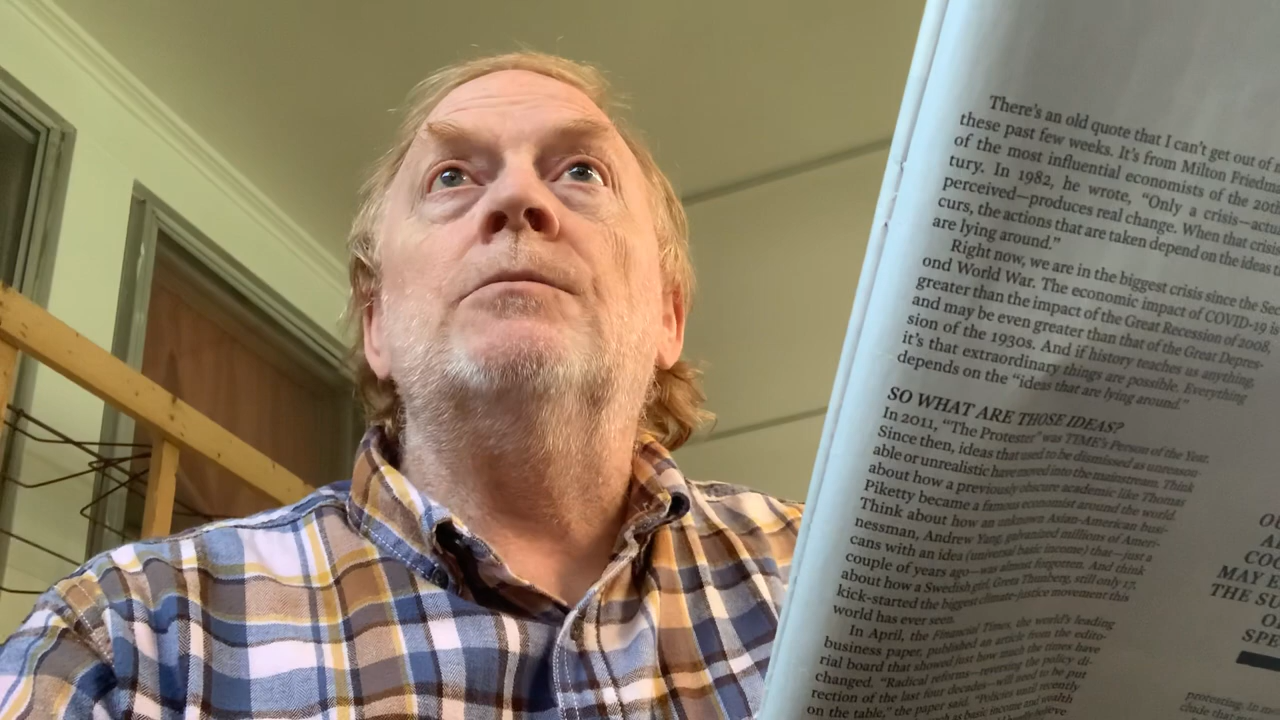 There's an old quote that I can't get out of
these past few weeks. It's from Milton Friedm
of the most influential economists of the 20t
tury. In 1982, he wrote, "Only a crisis—actu
perceived—produces real change. When that crisi
curs, the actions that are taken depend on the ideas t
are lying around."
Right now, we are in the biggest crisis since the Sec-
ond World War. The economic impact of COVID-19 i
greater than the impact of the Great Recession of 2008,
and may be even greater than that of the Great Depres-
sion of the 1930s. And if history teaches us anything,
it's that extraordinary things are possible. Everything
depends on the "ideas that are lying around."
SO WHAT ARE THOSE IDEAS?
In 2011, "The Protester" was TIME's Person of the Year.
Since then, ideas that used to be dismissed as unreason-
able or unrealistic have moved into the mainstream. Think
about how a previously obscure academic like Thomas
Piketty became a famous economist around the world.
Think about how an unknown Asian-American busi-
nessman, Andrew Yang, galvanized millions of Ameri-
cans with an idea (universal basic income) that—just a
couple of years ago—was almost forgotten. And think
about how a Swedish girl, Greta Thunberg, still only 17,
kick-started the biggest climate-justice movement this
world has ever seen.
In April, the Financial Times, the world's leading
business paper, published an article from the edito-
rial board that showed just how much the times have
changed. "Radical reforms—reversing the policy di-
rection of the last four decades—will need to be put
on the table," the paper said. "Policies until recently
as basic income and wealth
O
A
COO
MAY E
THE SU
O
SPE
protesting. In